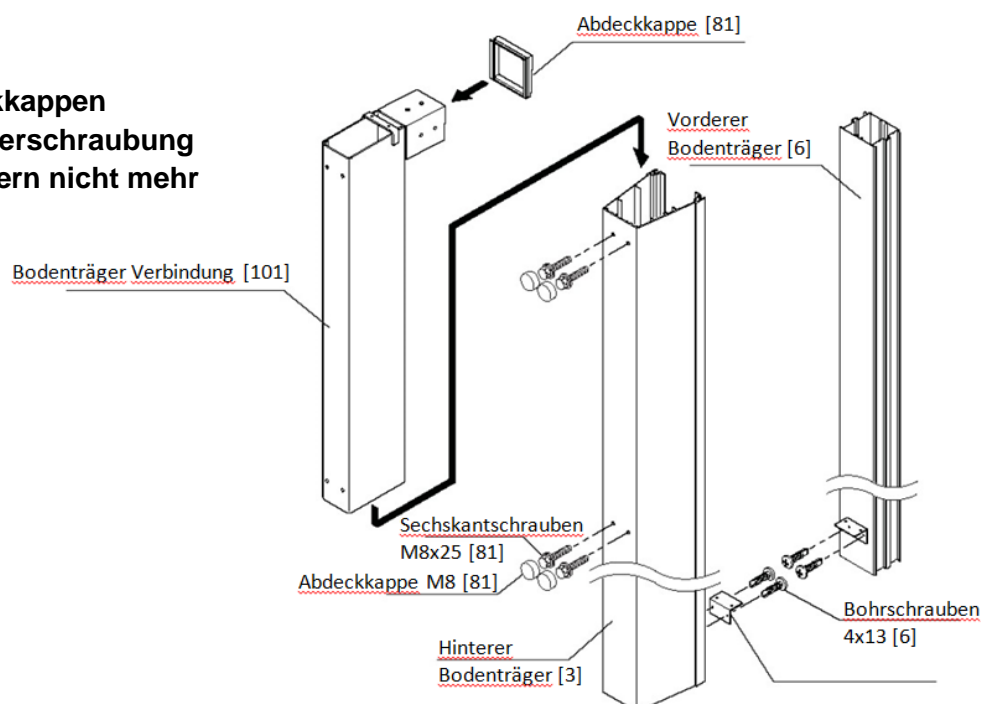 Abdeckkappe [81]
kkappen
erschraubung
ern nicht mehr
Vorderer
Bodenträger [6]
Bodenträger Verbindung [101]
Sechskantschrauben
M8x25 [81]
Abdeckkappe M8 [81]
Bohrschrauben
4x13 [6]
Hinterer
Bodenträger [3]